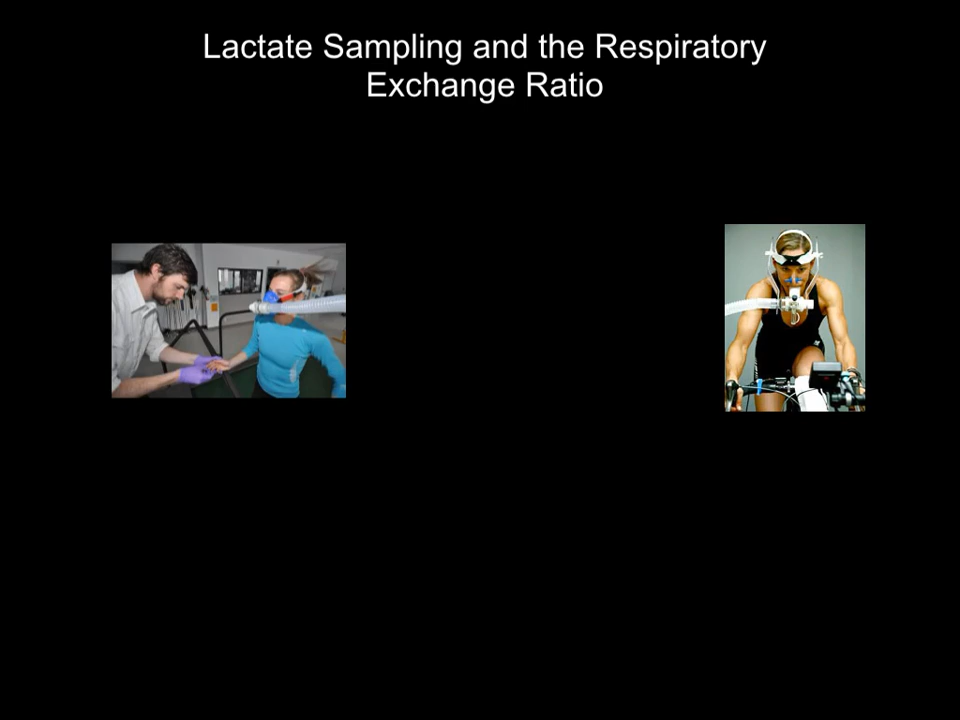 Lactate Sampling and the Respiratory
Exchange Ratio